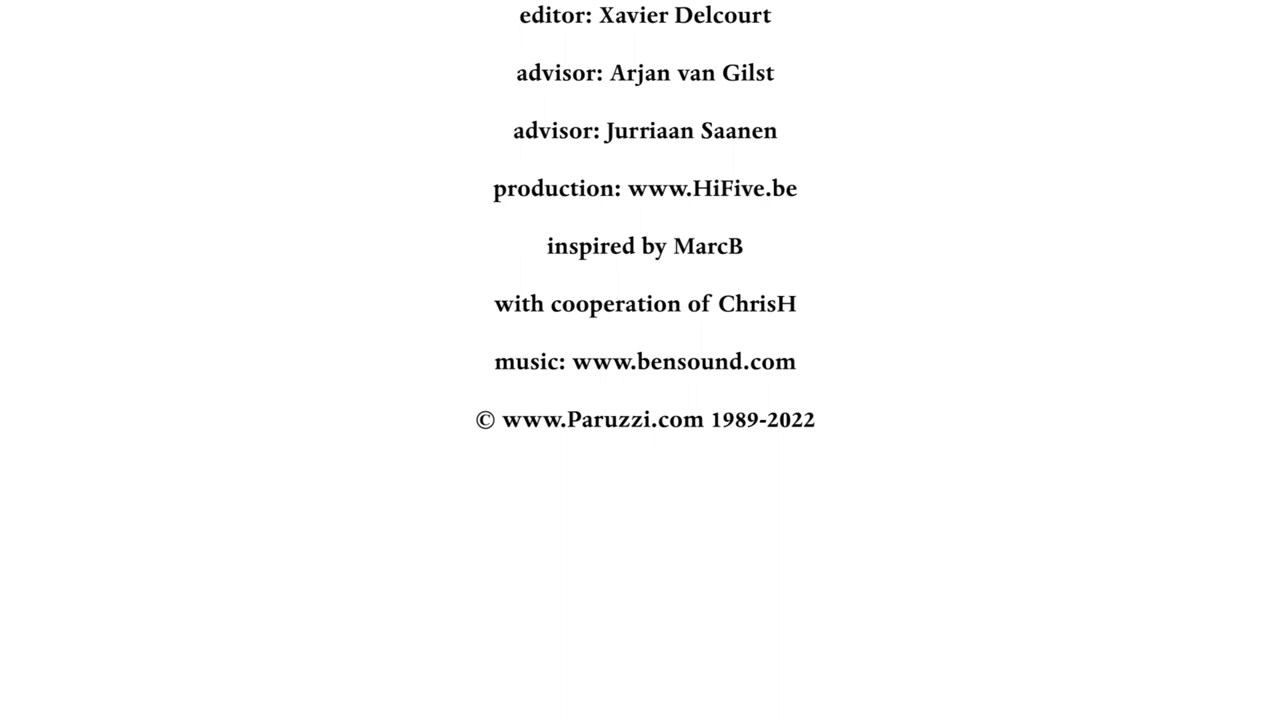 editor: Xavier Delcourt
advisor: Arjan van Gilst
advisor: Jurriaan Saanen
production: www.HiFive.be
inspired by MarcB
with cooperation of ChrisH
music: www.bensound.com
© www.Paruzzi.com 1989-2022